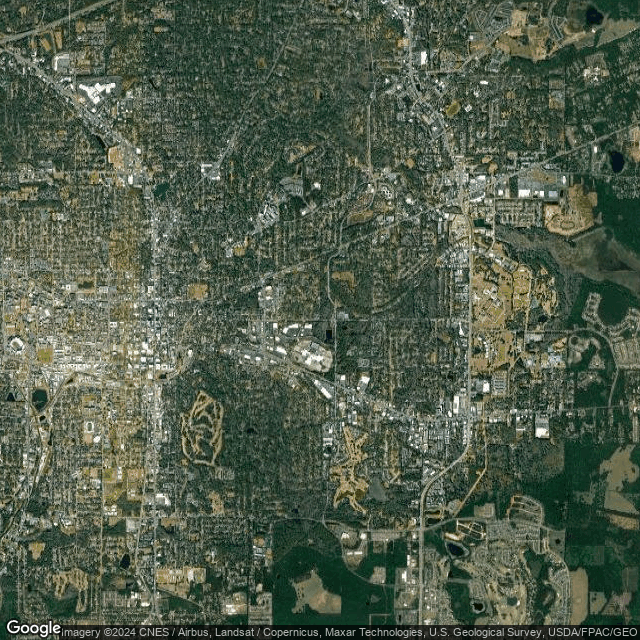 Google Imagery ©2024 CNES / Airbus, Landsat / Copernicus, Maxar Technologies, U.S. Geological Survey, USDA/FPAC/GEO